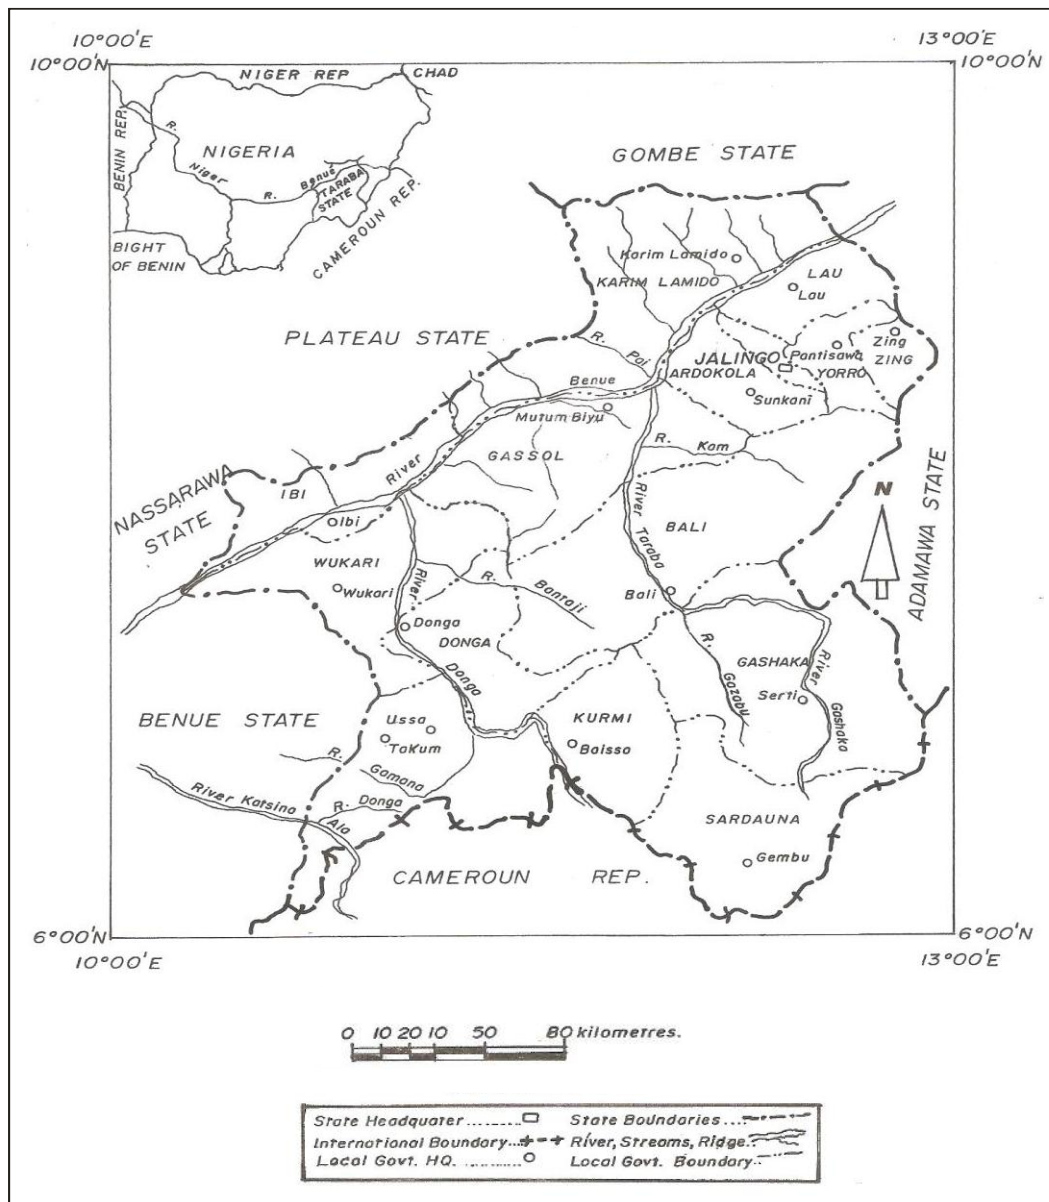 10°00'E
13°00'E
10°00'N
10°00'N
NIGER REP
CHAD
BENIN REP.
R. Niger
NIGERIA
R. Benue
TARABA
STATE
CAMEROUN REP.
BIGHT
OF BENIN
GOMBE STATE
Karim Lamido
KARIM LAMIDO
LAU
Lau
PLATEAU STATE
R. Pai
JALINGO
Pantisawa
Zing
ZING
ARDOKOLA
YORRO
Benue
Sunkani
Mutum Biyu
R. Kam
GASSOL
River
NASSARAWA
STATE
IBI
Ibi
N
ADAMAWA STATE
River Taraba
BALI
WUKARI
Wukari
River
R. Bantaji
Bali
Donga
DONGA
Donga
R. Gazabu
GASHAKA
River
Serti
Gashaka
BENUE STATE
Ussa
Takum
KURMI
Baissa
R.
Gamana
River Katsina
R. Donga
Ala
SARDAUNA
Gembu
CAMEROUN REP.
6°00'N
6°00'N
10°00'E
13°00'E
0 10 20 10 50 80 kilometres.
State Headquater.......... State Boundaries....
International Boundary... River, Streams, Ridge..
Local Govt. HQ. .......... Local Govt. Boundary..